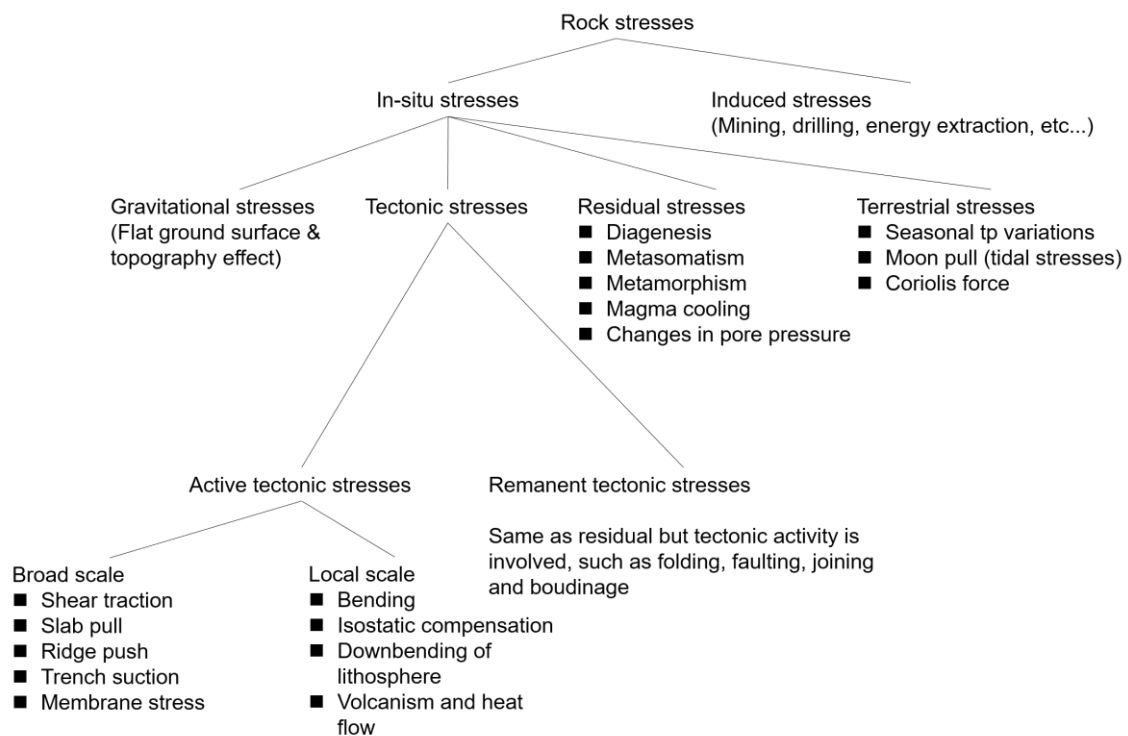 Rock stresses
In-situ stresses
Induced stresses
(Mining, drilling, energy extraction, etc...)
Gravitational stresses
(Flat ground surface &
topography effect)
Tectonic stresses
Residual stresses
■ Diagenesis
■ Metasomatism
■ Metamorphism
■ Magma cooling
■ Changes in pore pressure
Terrestrial stresses
■ Seasonal tp variations
■ Moon pull (tidal stresses)
■ Coriolis force
Active tectonic stresses
Remanent tectonic stresses
Same as residual but tectonic activity is
involved, such as folding, faulting, joining
and boudinage
Broad scale
■ Shear traction
■ Slab pull
■ Ridge push
■ Trench suction
■ Membrane stress
Local scale
■ Bending
■ Isostatic compensation
■ Downbending of
lithosphere
■ Volcanism and heat
flow